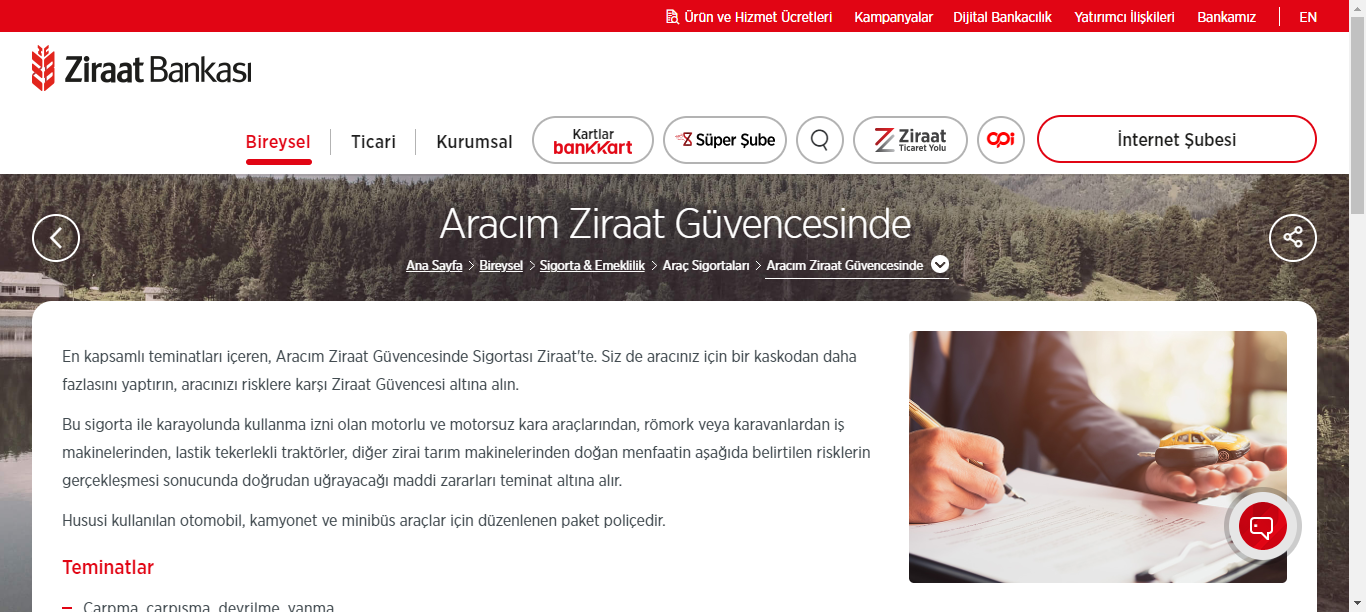 Ürün ve Hizmet Ücretleri Kampanyalar Dijital Bankacılık Yatırımcı İlişkileri Bankamız EN
Ziraat Bankası
Bireysel Ticari Kurumsal Kartlar bankkart Süper Şube Ziraat Ticaret Yolu opi İnternet Şubesi
Aracım Ziraat Güvencesinde
Ana Sayfa > Bireysel > Sigorta & Emeklilik > Araç Sigortaları > Aracım Ziraat Güvencesinde
En kapsamlı teminatları içeren, Aracım Ziraat Güvencesinde Sigortası Ziraat'te. Siz de aracınız için bir kaskodan daha
fazlasını yaptırın, aracınızı risklere karşı Ziraat Güvencesi altına alın.
Bu sigorta ile karayolunda kullanma izni olan motorlu ve motorsuz kara araçlarından, römork veya karavanlardan iş
makinelerinden, lastik tekerlekli traktörler, diğer zirai tarım makinelerinden doğan menfaatin aşağıda belirtilen risklerin
gerçekleşmesi sonucunda doğrudan uğrayacağı maddi zararları teminat altına alır.
Hususi kullanılan otomobil, kamyonet ve minibüs araçlar için düzenlenen paket poliçedir.
Teminatlar
– Çarpma, çarpışma, devrilme, yanma